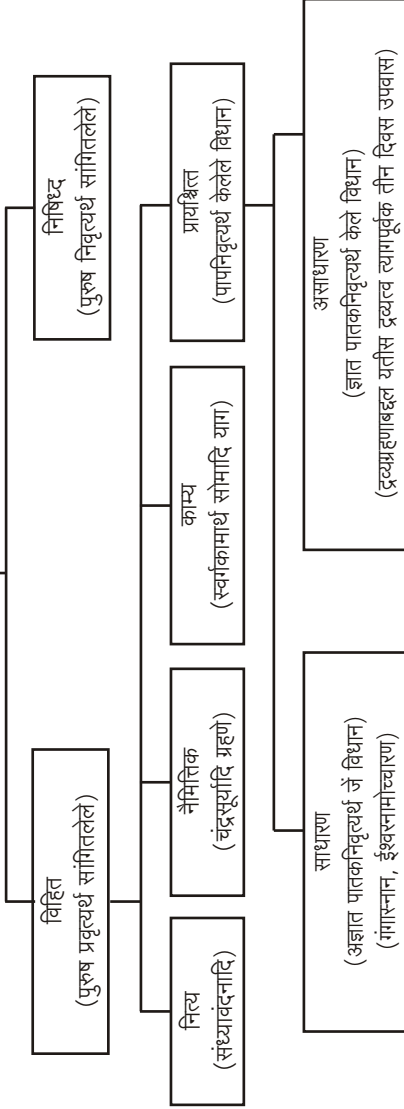 विहित
(पुरुष प्रवृत्यर्थ सांगितलेले)
निषिध्द
(पुरुष निवृत्यर्थ सांगितलेले)
नित्य
(संध्यावंदनादि)
नैमित्तिक
(चंद्रसूर्यादि ग्रहणे)
काम्य
(स्वर्गकामार्थ सोमादि याग)
प्रायश्चित्त
(पापनिवृत्यर्थ केलेले विधान)
साधारण
(अज्ञात पातकनिवृत्यर्थ जें विधान)
(गंगास्नान, ईश्वरनामोच्चारण)
असाधारण
(ज्ञात पातकनिवृत्यर्थ केले विधान)
(द्रव्यग्रहणाबद्दल यतीस द्रव्यत्व त्यागपूर्वक तीन दिवस उपवास)